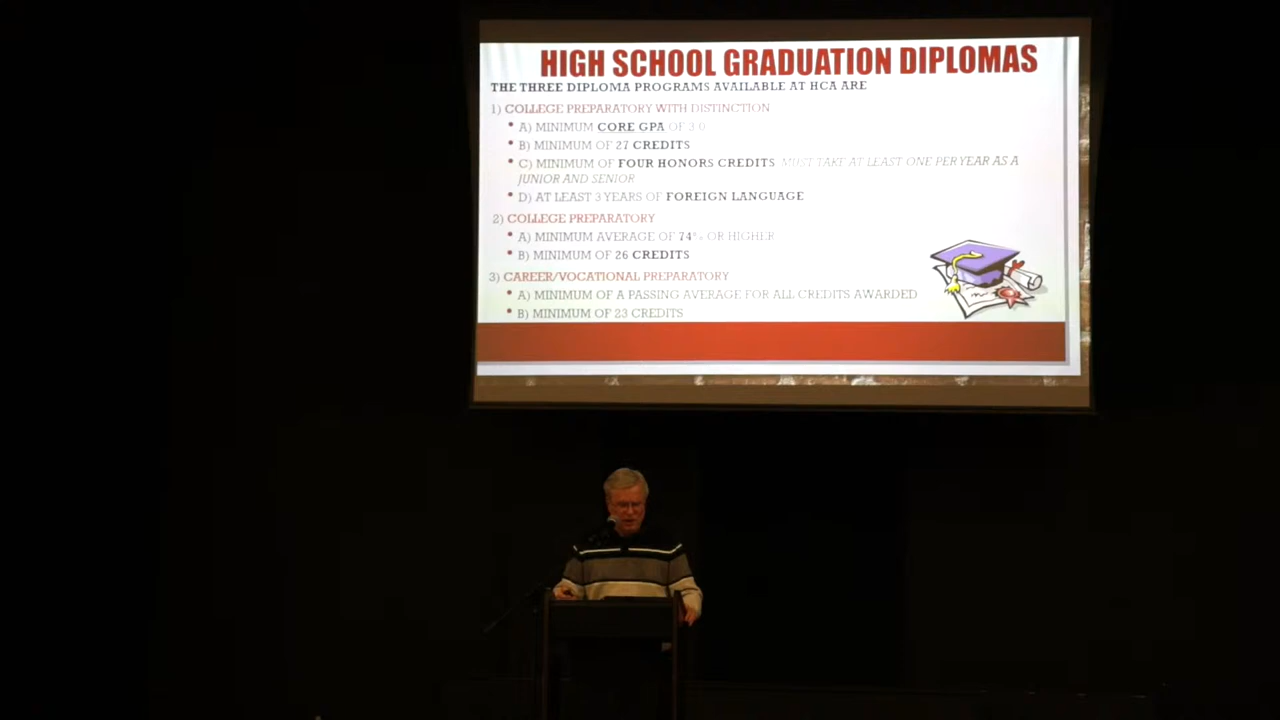 HIGH SCHOOL GRADUATION DIPLOMAS
THE THREE DIPLOMA PROGRAMS AVAILABLE AT HCA ARE
1) COLLEGE PREPARATORY WITH DISTINCTION
• A) MINIMUM CORE GPA OF 3.0
• B) MINIMUM OF 27 CREDITS
• C) MINIMUM OF FOUR HONORS CREDITS MUST TAKE AT LEAST ONE PER YEAR AS A
JUNIOR AND SENIOR
• D) AT LEAST 3 YEARS OF FOREIGN LANGUAGE
2) COLLEGE PREPARATORY
• A) MINIMUM AVERAGE OF 74% OR HIGHER
• B) MINIMUM OF 26 CREDITS
3) CAREER/VOCATIONAL PREPARATORY
• A) MINIMUM OF A PASSING AVERAGE FOR ALL CREDITS AWARDED
• B) MINIMUM OF 23 CREDITS